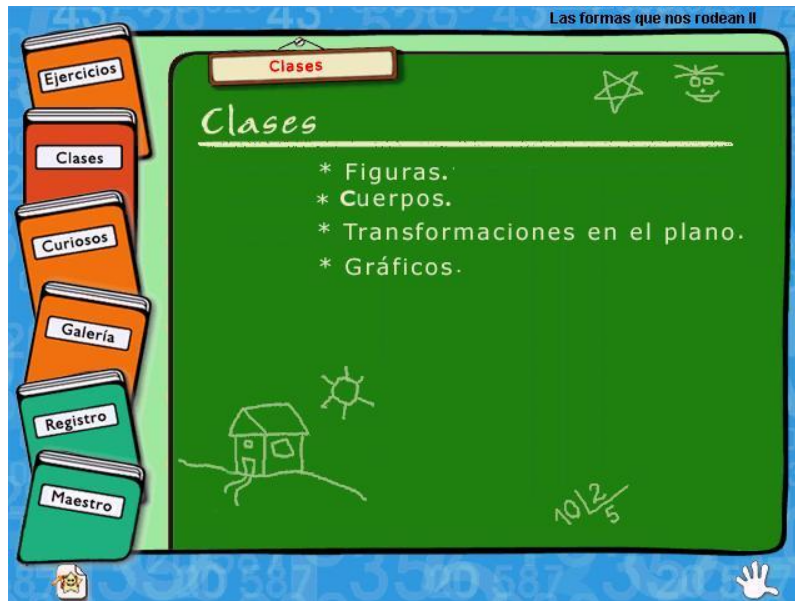 Las formas que nos rodean II
Clases
Clases
* Figuras.
* Cuerpos.
* Transformaciones en el plano.
* Gráficos.
Ejercicios
Clases
Curiosos
Galería
Registro
Maestro
10 2
5